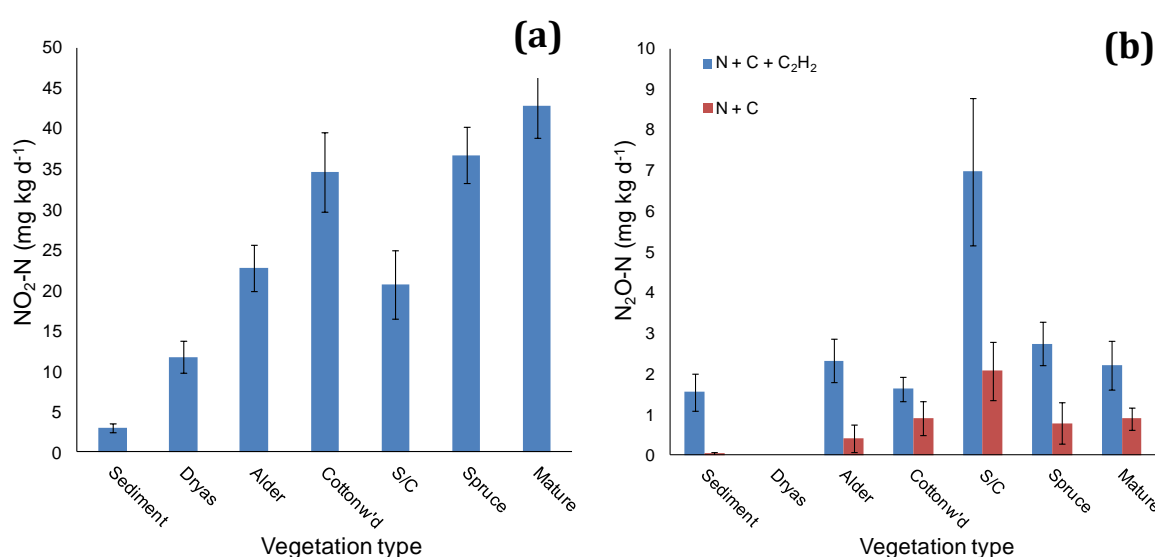 (a)
50
45
40
35
30
25
20
15
10
5
0
NO₂-N (mg kg d⁻¹)
Sediment
Dryas
Alder
Cottonw'd
S/C
Spruce
Mature
Vegetation type
(b)
N + C + C₂H₂
N + C
10
9
8
7
6
5
4
3
2
1
0
N₂O-N (mg kg d⁻¹)
Sediment
Dryas
Alder
Cottonw'd
S/C
Spruce
Mature
Vegetation type